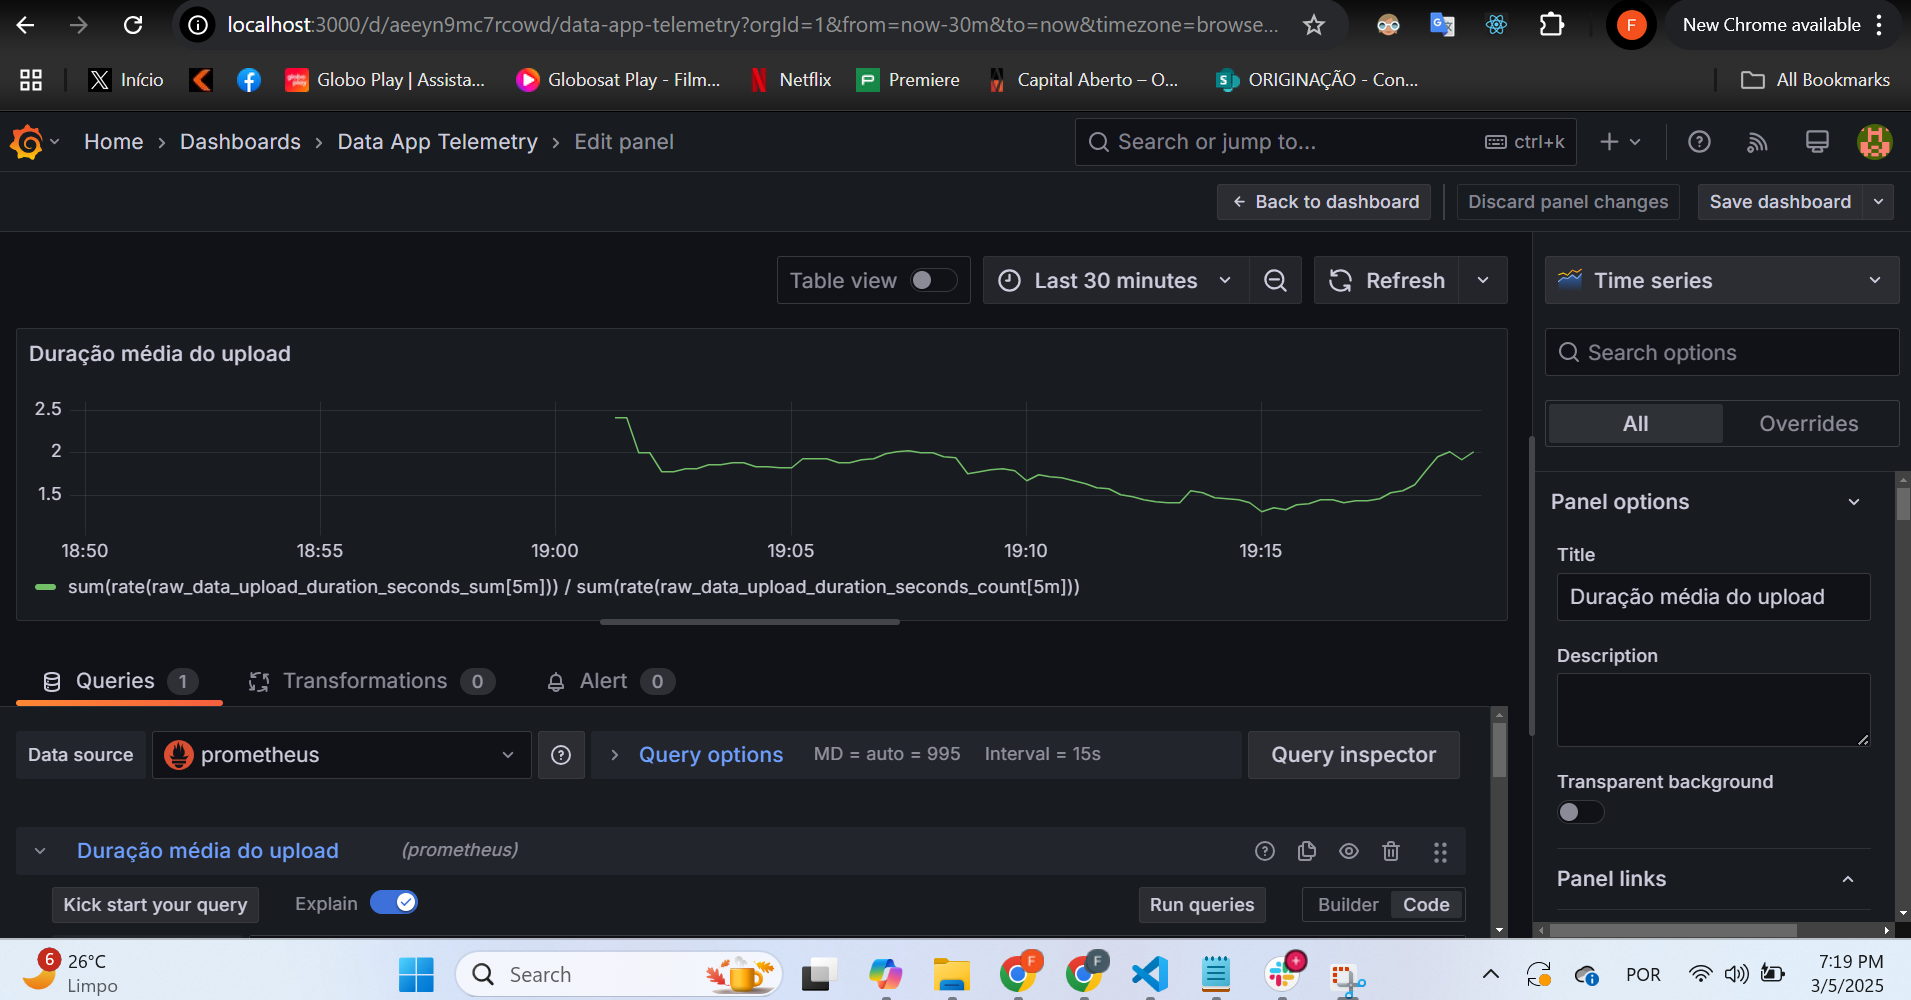 localhost:3000/d/aeeyn9mc7rcowd/data-app-telemetry?orgId=1&from=now-30m&to=now&timezone=browse...
F
New Chrome available
Início
Globo Play | Assista...
Globosat Play - Film...
Netflix
Premiere
Capital Aberto – O...
ORIGINAÇÃO - Con...
All Bookmarks
Home › Dashboards › Data App Telemetry › Edit panel
Search or jump to...
ctrl+k
Back to dashboard
Discard panel changes
Save dashboard
Table view
Last 30 minutes
Refresh
Time series
Duração média do upload
Search options
2.5
2
1.5
All
Overrides
18:50 18:55 19:00 19:05 19:10 19:15
sum(rate(raw_data_upload_duration_seconds_sum[5m])) / sum(rate(raw_data_upload_duration_seconds_count[5m]))
Panel options
Title
Duração média do upload
Description
Queries 1
Transformations 0
Alert 0
Data source
prometheus
Query options
MD = auto = 995
Interval = 15s
Query inspector
Transparent background
Duração média do upload
(prometheus)
Panel links
Kick start your query
Explain
Run queries
Builder
Code
6
26°C
Limpo
Search
F
F
POR
7:19 PM
3/5/2025